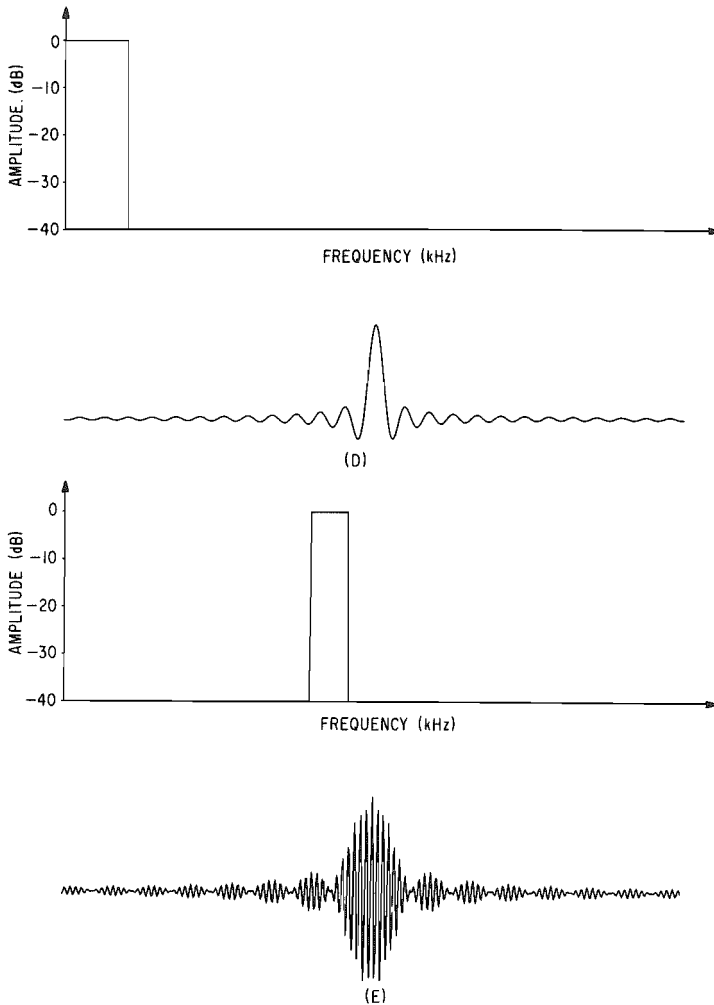 AMPLITUDE. (dB)
0
−10
−20
−30
−40
FREQUENCY (kHz)
(D)
AMPLITUDE (dB)
0
−10
−20
−30
−40
FREQUENCY (kHz)
(E)